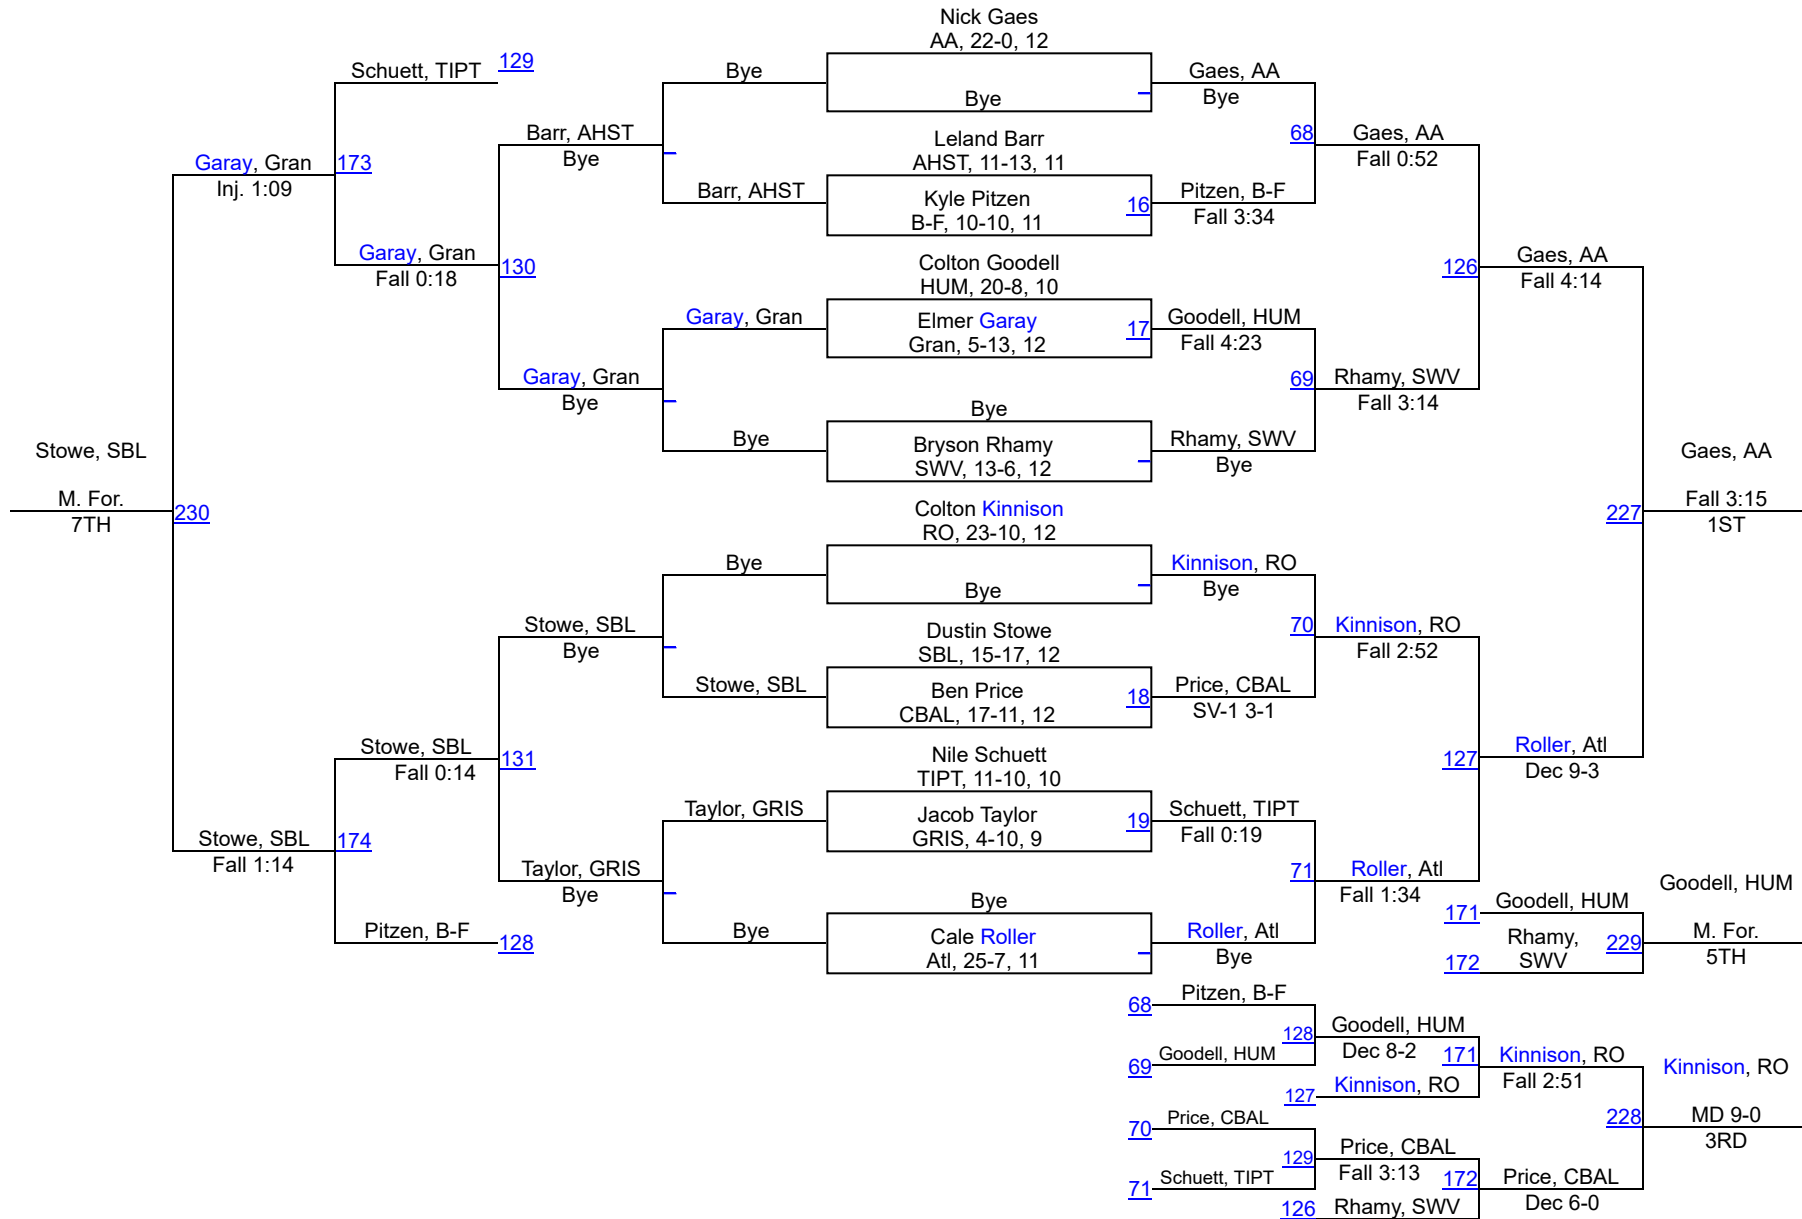 Nick Gaes
AA, 22-0, 12
Schuett, TIPT
129
Bye
Gaes, AA
Bye
Bye
Barr, AHST
Bye
Leland Barr
AHST, 11-13, 11
68
Gaes, AA
Fall 0:52
Garay, Gran
Inj. 1:09
173
Barr, AHST
Kyle Pitzen
B-F, 10-10, 11
16
Pitzen, B-F
Fall 3:34
Garay, Gran
Fall 0:18
130
Colton Goodell
HUM, 20-8, 10
126
Gaes, AA
Fall 4:14
Garay, Gran
Elmer Garay
Gran, 5-13, 12
17
Goodell, HUM
Fall 4:23
Garay, Gran
Bye
69
Rhamy, SWV
Fall 3:14
Bye
Bye
Bryson Rhamy
SWV, 13-6, 12
Rhamy, SWV
Bye
Stowe, SBL
M. For.
7TH
230
Gaes, AA
227
Fall 3:15
1ST
Colton Kinnison
RO, 23-10, 12
Bye
Bye
Kinnison, RO
Bye
Stowe, SBL
Bye
Dustin Stowe
SBL, 15-17, 12
70
Kinnison, RO
Fall 2:52
Stowe, SBL
Ben Price
CBAL, 17-11, 12
18
Price, CBAL
SV-1 3-1
Stowe, SBL
Fall 0:14
131
Nile Schuett
TIPT, 11-10, 10
127
Roller, Atl
Dec 9-3
Taylor, GRIS
Jacob Taylor
GRIS, 4-10, 9
19
Schuett, TIPT
Fall 0:19
Stowe, SBL
Fall 1:14
174
Taylor, GRIS
Bye
71
Roller, Atl
Fall 1:34
Pitzen, B-F
128
Bye
Bye
Cale Roller
Atl, 25-7, 11
Roller, Atl
Bye
171
Goodell, HUM
Goodell, HUM
Rhamy,
SWV
172
229
M. For.
5TH
68
Pitzen, B-F
128
Goodell, HUM
Dec 8-2
69
Goodell, HUM
171
Kinnison, RO
Fall 2:51
Kinnison, RO
127
Kinnison, RO
70
Price, CBAL
228
MD 9-0
3RD
129
Price, CBAL
Fall 3:13
71
Schuett, TIPT
172
Price, CBAL
Dec 6-0
126
Rhamy, SWV